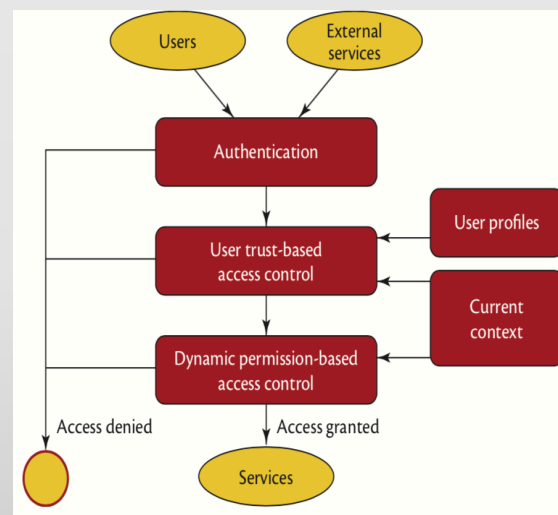 Users
External
services
Authentication
User profiles
User trust-based
access control
Current
context
Dynamic permission-based
access control
Access denied
Access granted
Services